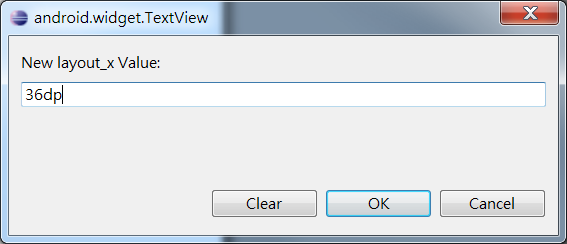 android.widget.TextView
New layout_x Value:
36dp
Clear OK Cancel